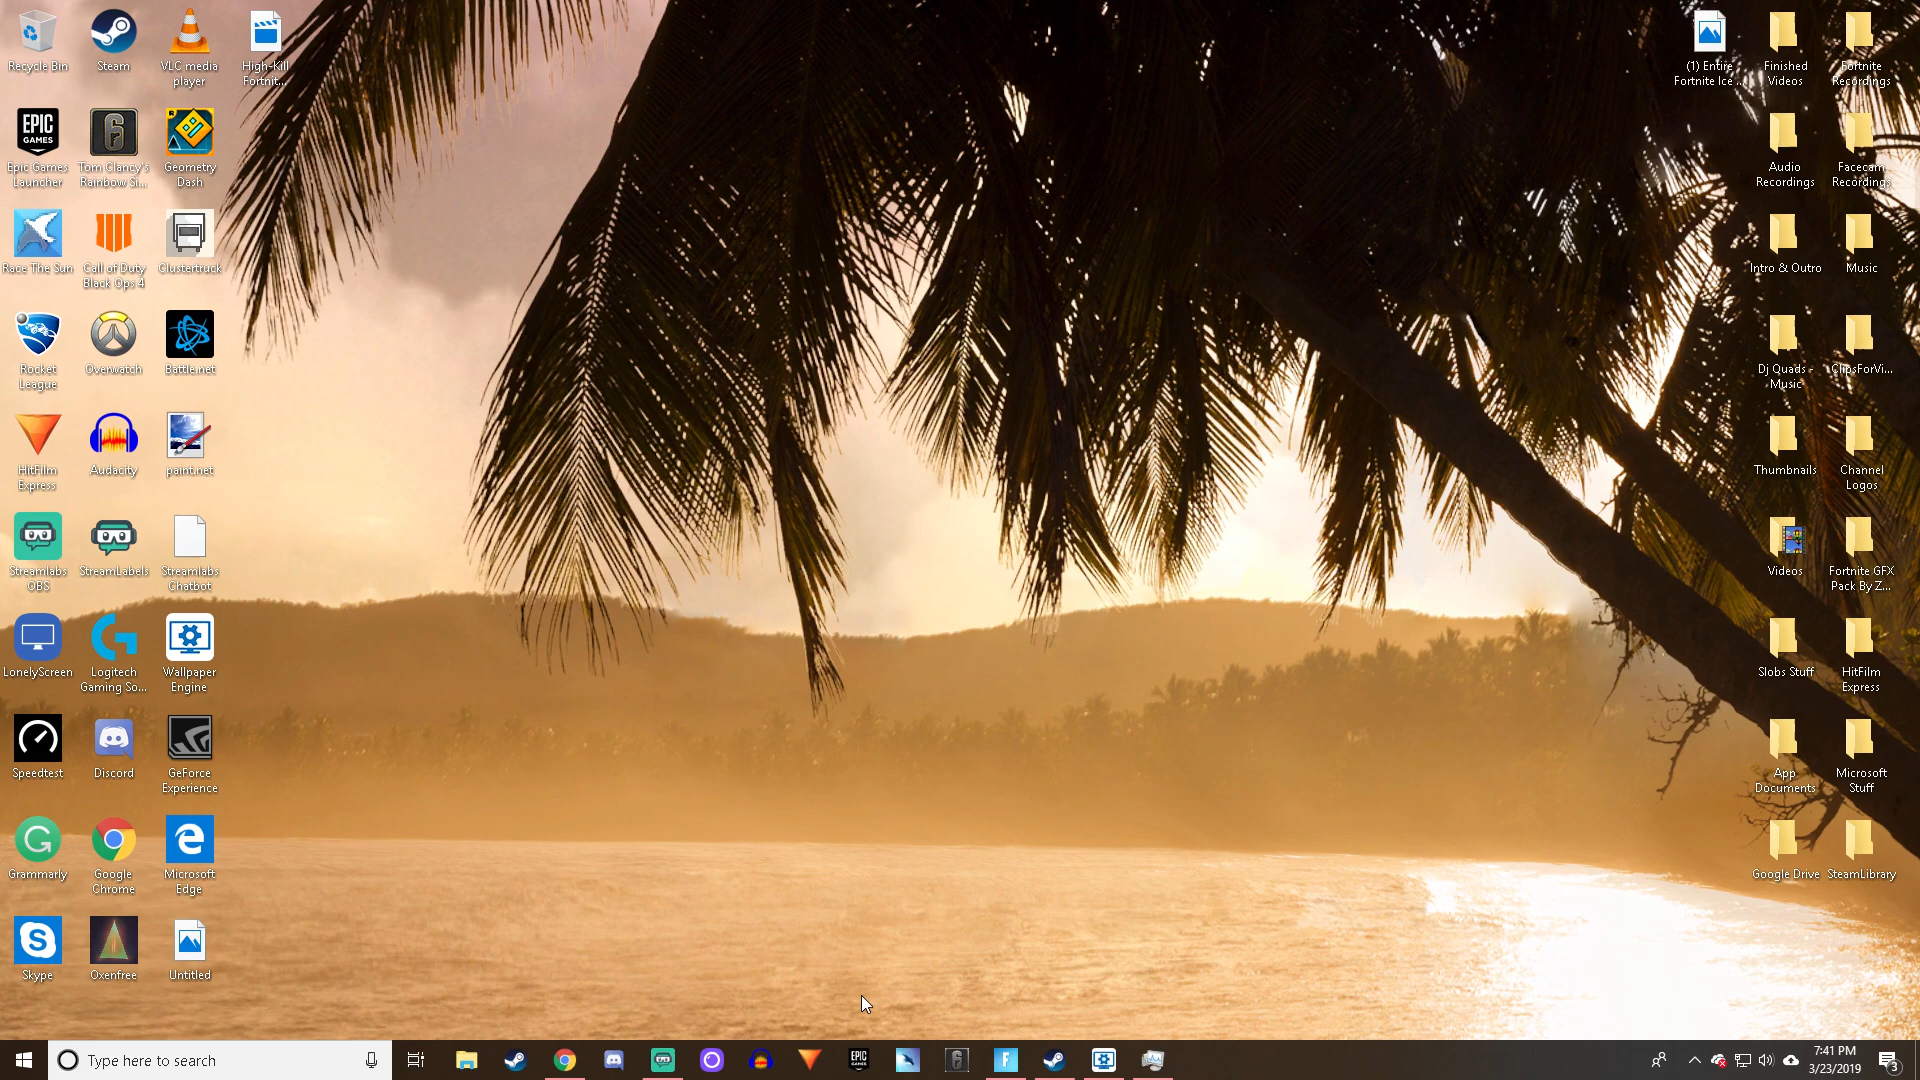 Recycle Bin
Steam
VLC media
player
High-Kill
Fortnit...
EPIC
GAMES
Epic Games
Launcher
Tom Clancy's
Rainbow Si...
Geometry
Dash
Race The Sun
Call of Duty
Black Ops 4
Clustertruck
Rocket
League
Overwatch
Battle.net
HitFilm
Express
Audacity
paint.net
Streamlabs
OBS
StreamLabels
Streamlabs
Chatbot
LonelyScreen
Logitech
Gaming So...
Wallpaper
Engine
Speedtest
Discord
GeForce
Experience
Grammarly
Google
Chrome
Microsoft
Edge
Skype
Oxenfree
Untitled
(1) Entire
Fortnite Ice ...
Finished
Videos
Fortnite
Recordings
Audio
Recordings
Facecam
Recordings
Intro & Outro
Music
Dj Quads -
Music
ClipsForVi...
Thumbnails
Channel
Logos
Videos
Fortnite GFX
Pack By Z...
Slobs Stuff
HitFilm
Express
App
Documents
Microsoft
Stuff
Google Drive
SteamLibrary
Type here to search
EPIC
GAMES
F
7:41 PM
3/23/2019
3